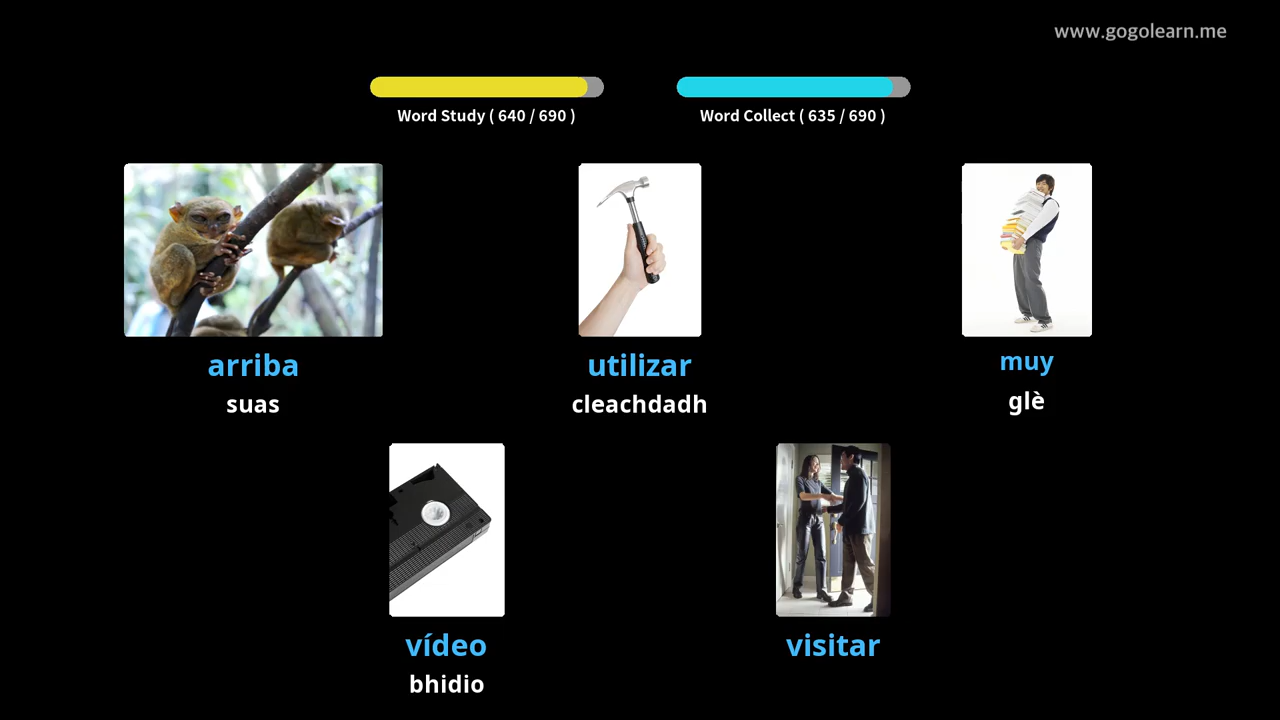 www.gogolearn.me
Word Study ( 640 / 690 )
Word Collect ( 635 / 690 )
arriba
suas
utilizar
cleachdadh
muy
glè
vídeo
bhidio
visitar